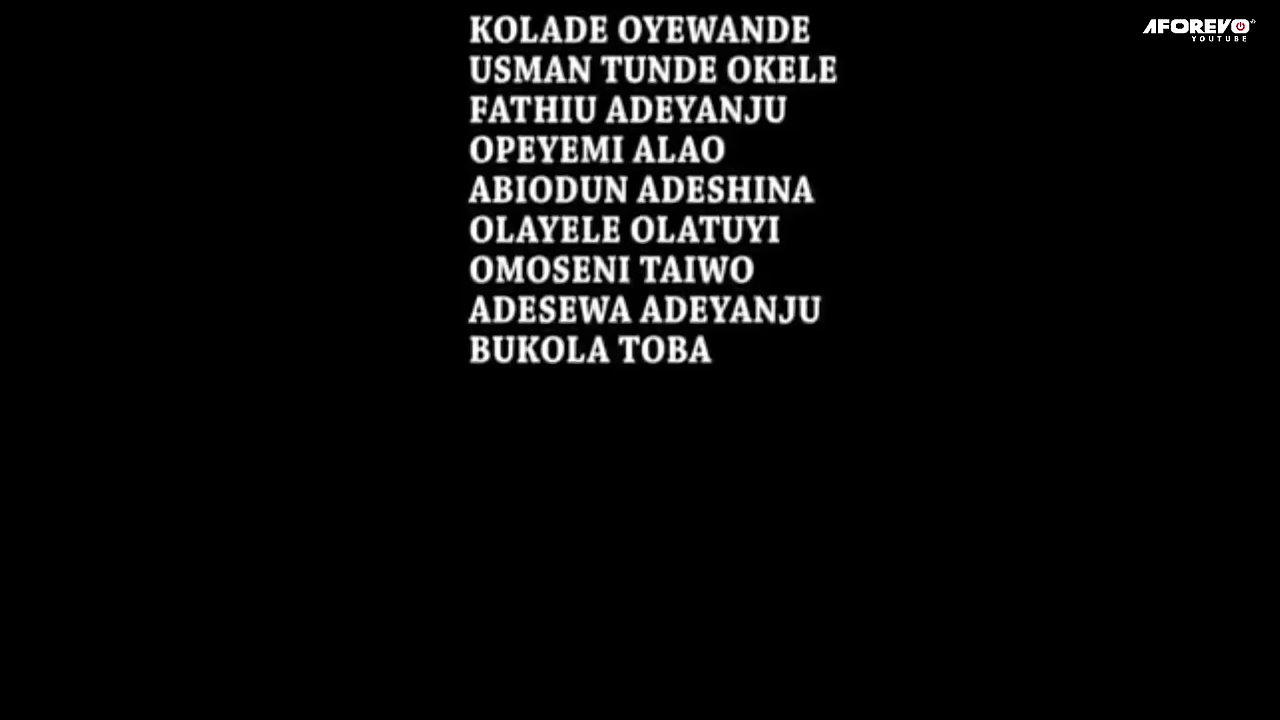 KOLADE OYEWANDE
USMAN TUNDE OKELE
FATHIU ADEYANJU
OPEYEMI ALAO
ABIODUN ADESHINA
OLAYELE OLATUYI
OMOSENI TAIWO
ADESEWA ADEYANJU
BUKOLA TOBA
AFOREVO
YOUTUBE